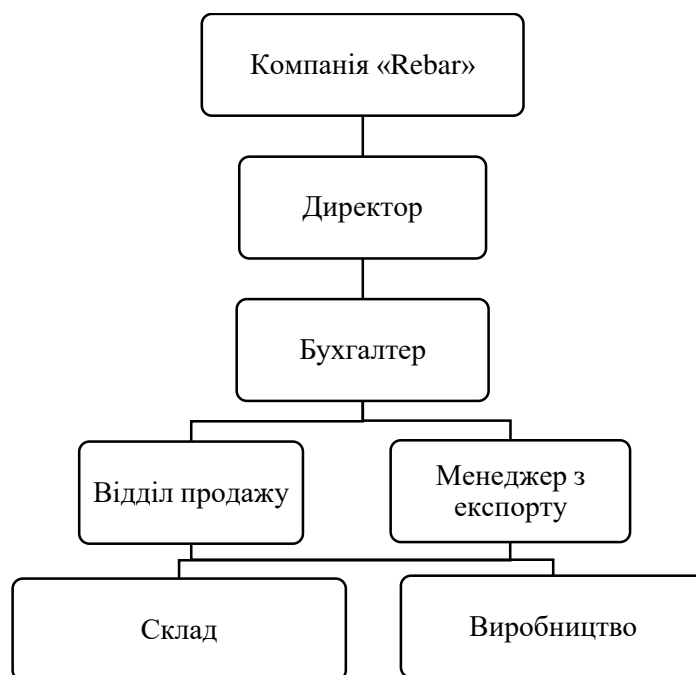 Компанія «Rebar»
Директор
Бухгалтер
Відділ продажу
Менеджер з
експорту
Склад
Виробництво